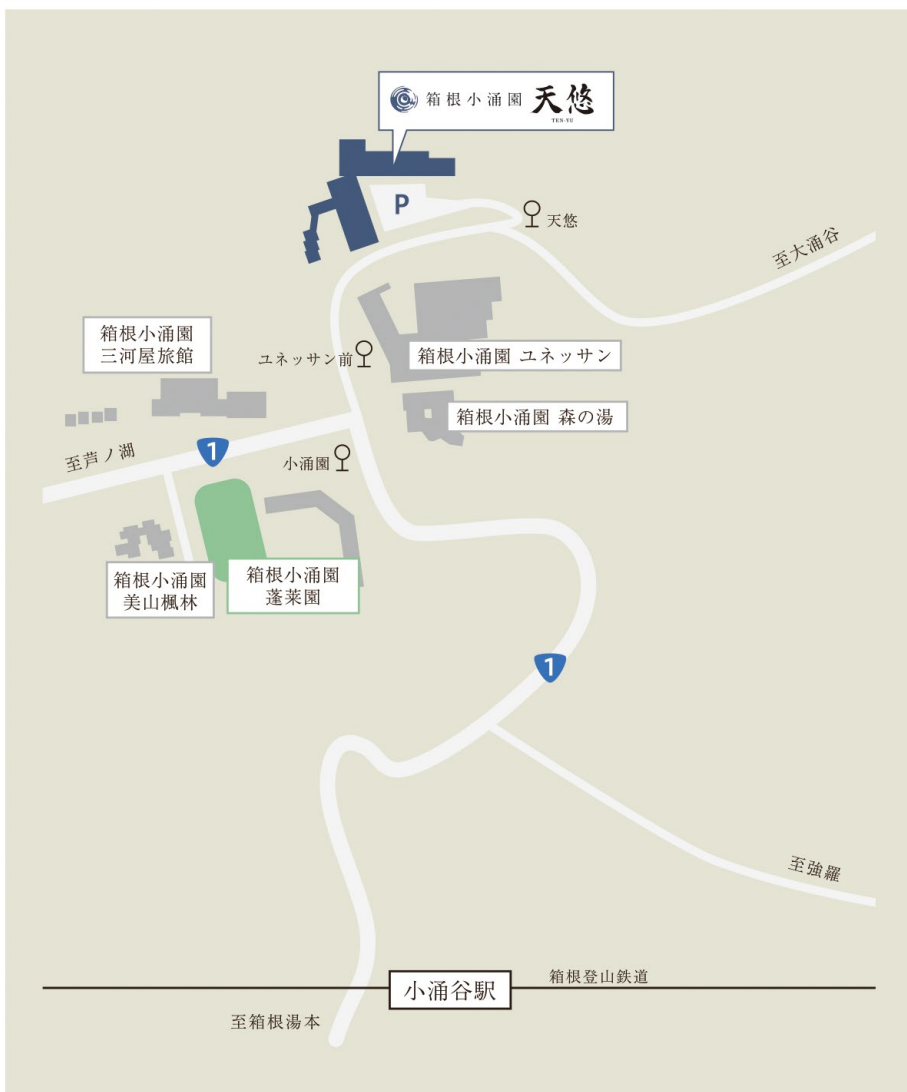 箱根小涌園 天悠
TEN-YU
P
天悠
至大涌谷
箱根小涌園
三河屋旅館
ユネッサン前
箱根小涌園 ユネッサン
箱根小涌園 森の湯
至芦ノ湖
1
小涌園
箱根小涌園
美山楓林
箱根小涌園
蓬莱園
1
至強羅
小涌谷駅
箱根登山鉄道
至箱根湯本